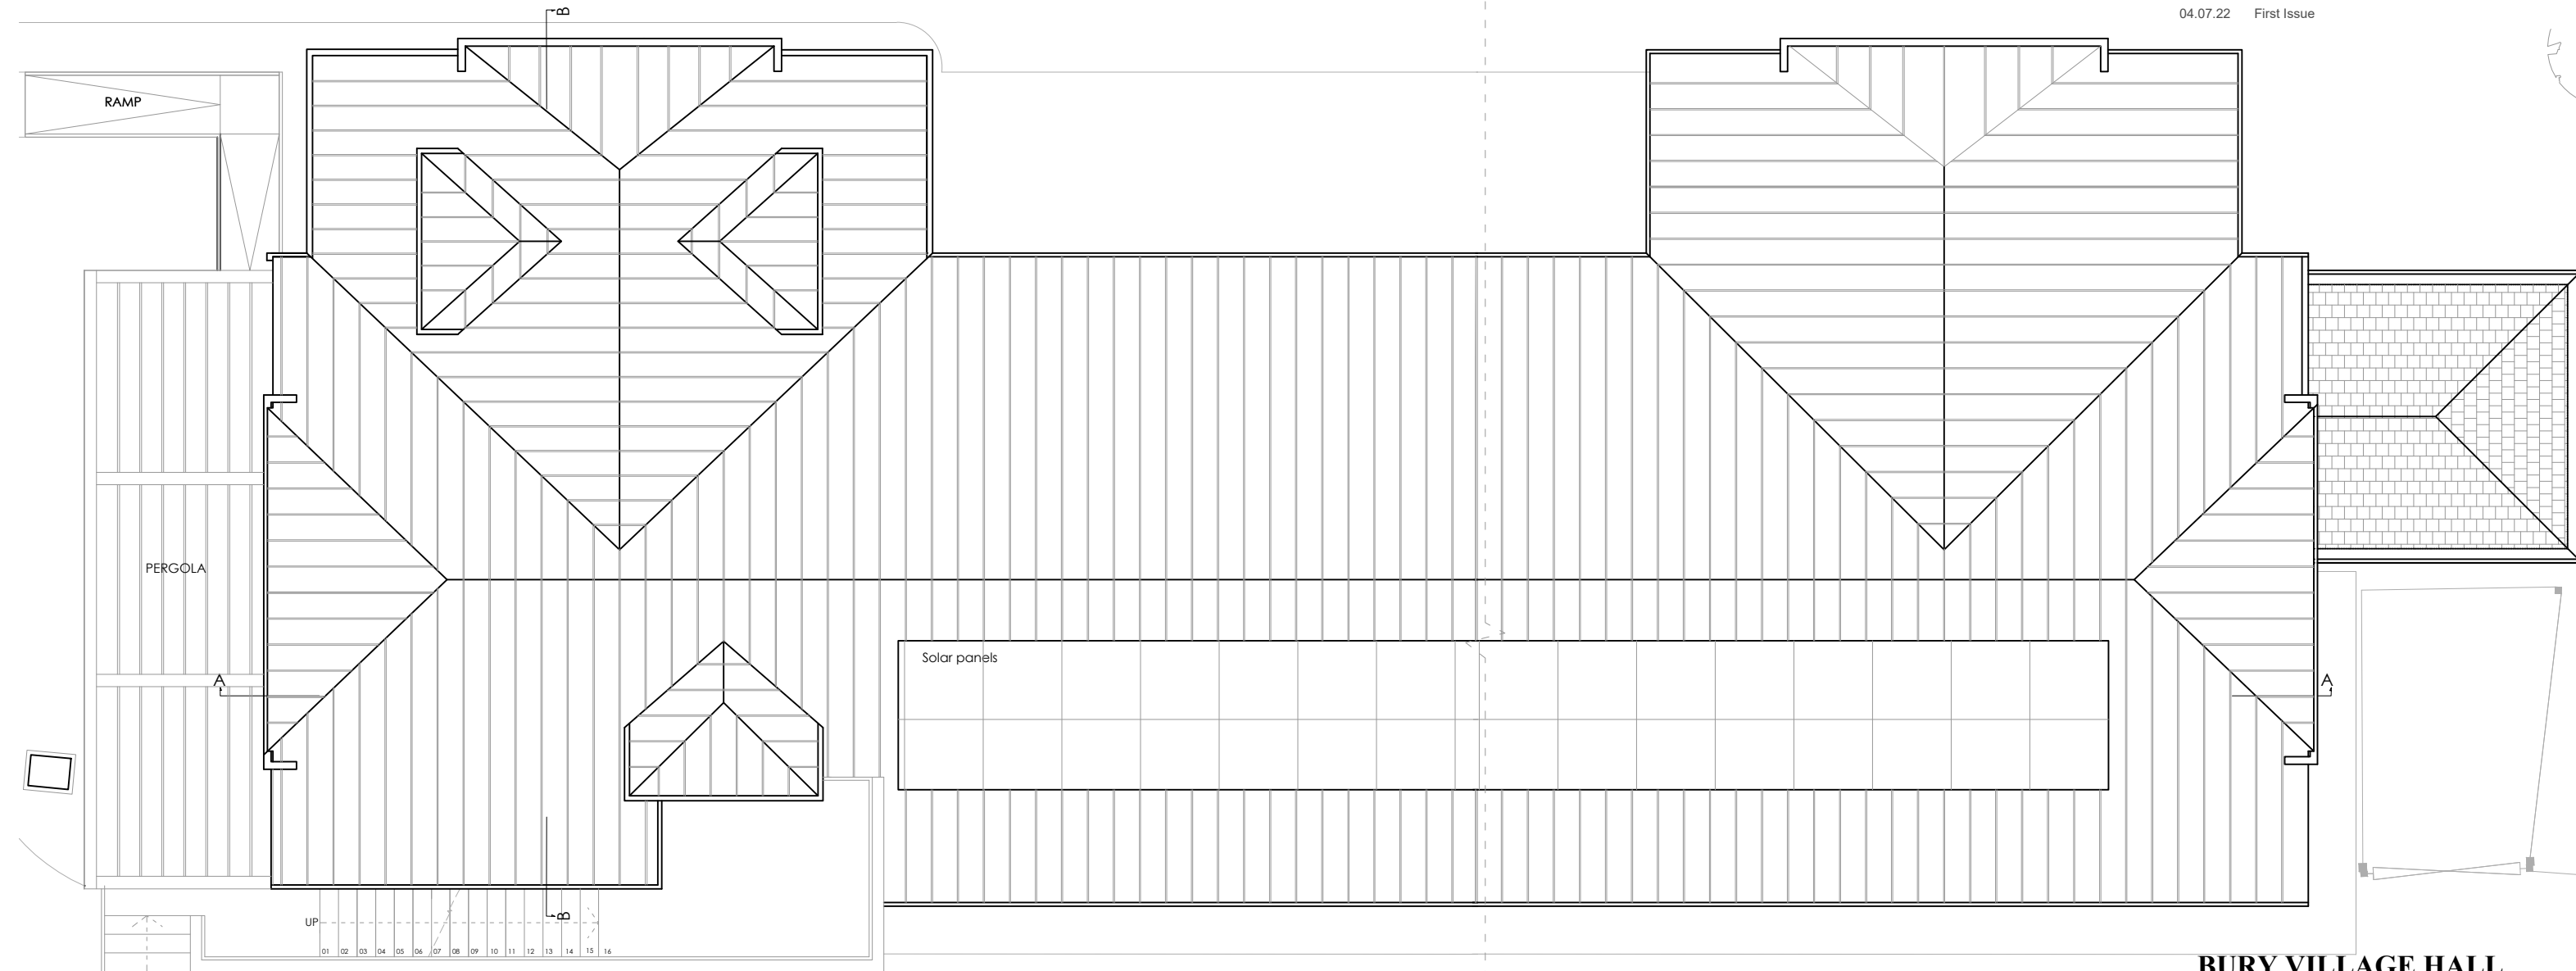 B
04.07.22 First Issue
RAMP
PERGOLA
Solar panels
A
A
B
UP
01 02 03 04 05 06 07 08 09 10 11 12 13 14 15 16
BURY VILLAGE HALL